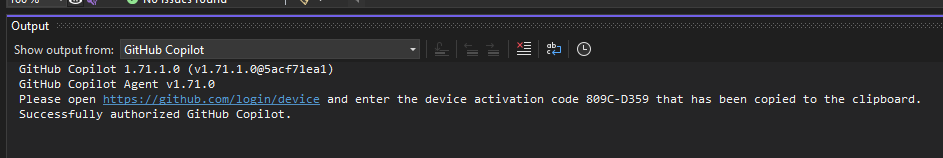 100 %
No issues found
Output
Show output from: GitHub Copilot
GitHub Copilot 1.71.1.0 (v1.71.1.0@5acf71ea1)
GitHub Copilot Agent v1.71.0
Please open https://github.com/login/device and enter the device activation code 809C-D359 that has been copied to the clipboard.
Successfully authorized GitHub Copilot.